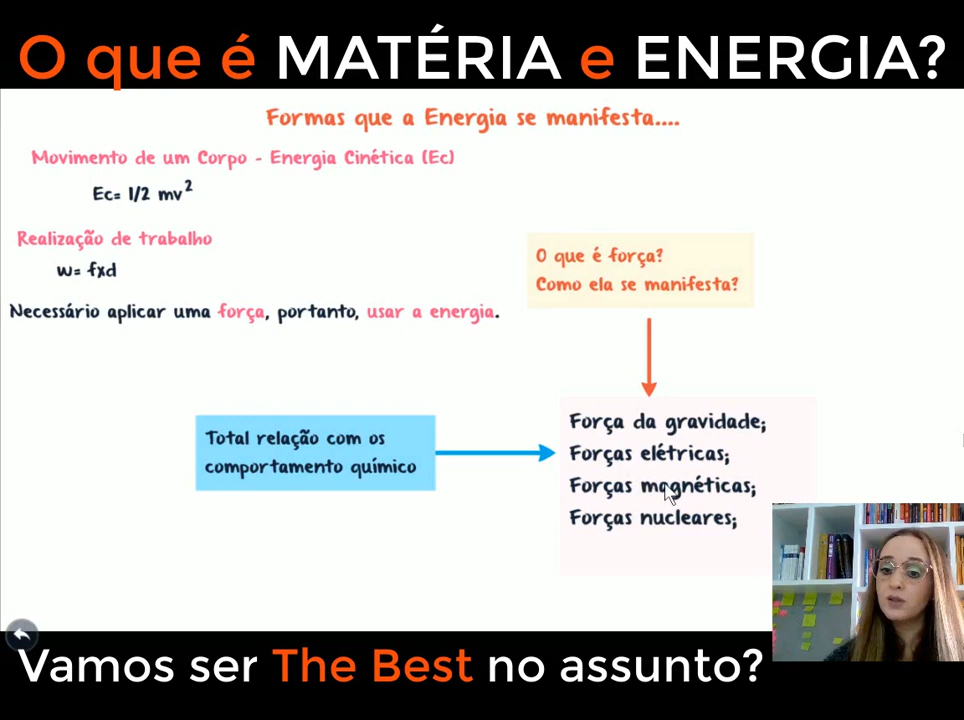 O que é MATÉRIA e ENERGIA?
Formas que a Energia se manifesta....
Movimento de um Corpo - Energia Cinética (Ec)
Ec= 1/2 mv²
Realização de trabalho
w= fxd
Necessário aplicar uma força, portanto, usar a energia.
O que é força?
Como ela se manifesta?
Total relação com os
comportamento químico
Força da gravidade;
Forças elétricas;
Forças magnéticas;
Forças nucleares;
Vamos ser The Best no assunto?